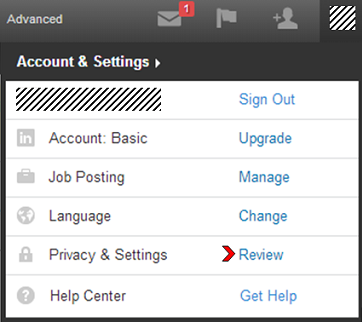 Advanced
1
Account & Settings
Sign Out
in Account: Basic Upgrade
Job Posting Manage
Language Change
Privacy & Settings Review
? Help Center Get Help